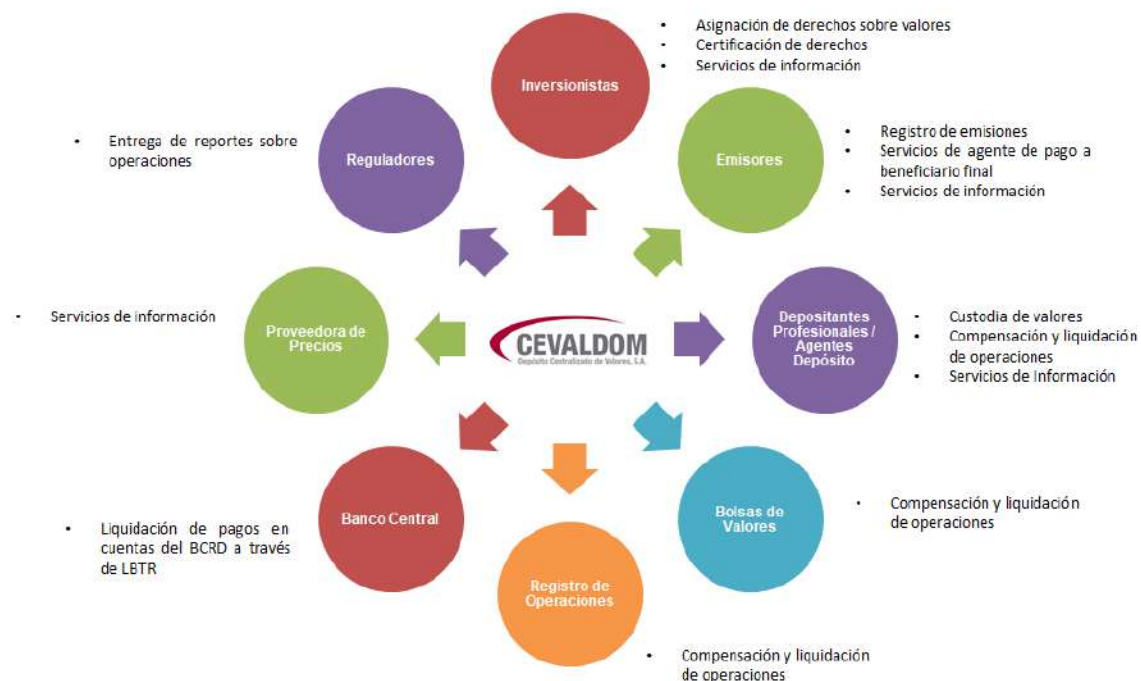 • Asignación de derechos sobre valores
• Certificación de derechos
• Servicios de información
Inversionistas
• Registro de emisiones
• Servicios de agente de pago a
beneficiario final
• Servicios de información
Emisores
• Custodia de valores
• Compensación y liquidación
de operaciones
• Servicios de Información
Depositantes
Profesionales /
Agentes
Depósito
• Compensación y liquidación
de operaciones
Bolsas de
Valores
• Compensación y liquidación
de operaciones
Registro de
Operaciones
• Liquidación de pagos en
cuentas del BCRD a través
de LBTR
Banco Central
• Servicios de información
Proveedora de
Precios
• Entrega de reportes sobre
operaciones
Reguladores
CEVALDOM
Depósito Centralizado de Valores, S.A.